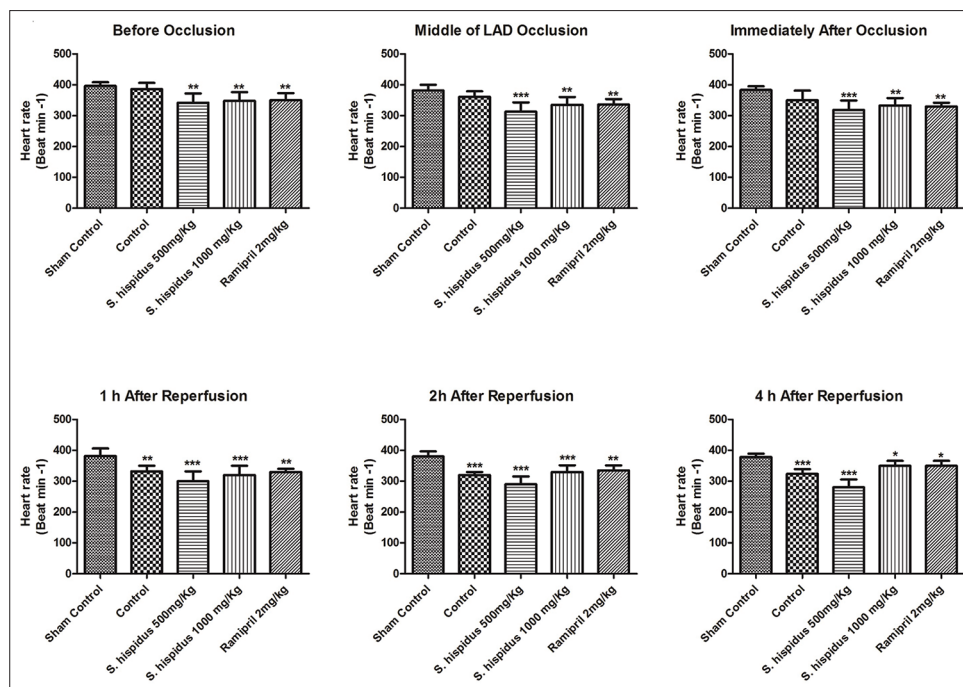 Before Occlusion
Heart rate
(Beat min -1)
500
400
300
200
100
0
**
**
**
Sham Control
Control
S. hispidus 500mg/Kg
S. hispidus 1000 mg/Kg
Ramipril 2mg/kg
Middle of LAD Occlusion
Heart rate
(Beat min -1)
500
400
300
200
100
0
***
**
**
Sham Control
Control
S. hispidus 500mg/Kg
S. hispidus 1000 mg/Kg
Ramipril 2mg/kg
Immediately After Occlusion
Heart rate
(Beat min -1)
500
400
300
200
100
0
***
**
**
Sham Control
Control
S. hispidus 500mg/Kg
S. hispidus 1000 mg/Kg
Ramipril 2mg/kg
1 h After Reperfusion
Heart rate
(Beat min -1)
500
400
300
200
100
0
**
***
***
**
Sham Control
Control
S. hispidus 500mg/Kg
S. hispidus 1000 mg/Kg
Ramipril 2mg/kg
2h After Reperfusion
Heart rate
(Beat min -1)
500
400
300
200
100
0
***
***
***
**
Sham Control
Control
S. hispidus 500mg/Kg
S. hispidus 1000 mg/Kg
Ramipril 2mg/kg
4 h After Reperfusion
Heart rate
(Beat min -1)
500
400
300
200
100
0
***
***
*
*
Sham Control
Control
S. hispidus 500mg/Kg
S. hispidus 1000 mg/Kg
Ramipril 2mg/kg